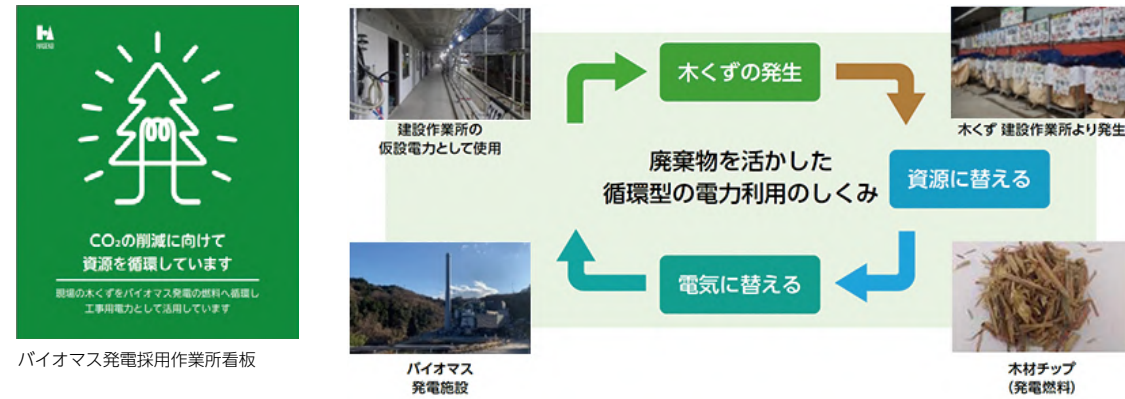 CO₂の削減に向けて
資源を循環しています
現場の木くずをバイオマス発電の燃料へ循環し
工事用電力として活用しています
バイオマス発電採用作業所看板
木くずの発生
建設作業所の
仮設電力として使用
木くず 建設作業所より発生
廃棄物を活かした
循環型の電力利用のしくみ
資源に替える
電気に替える
バイオマス
発電施設
木材チップ
(発電燃料)